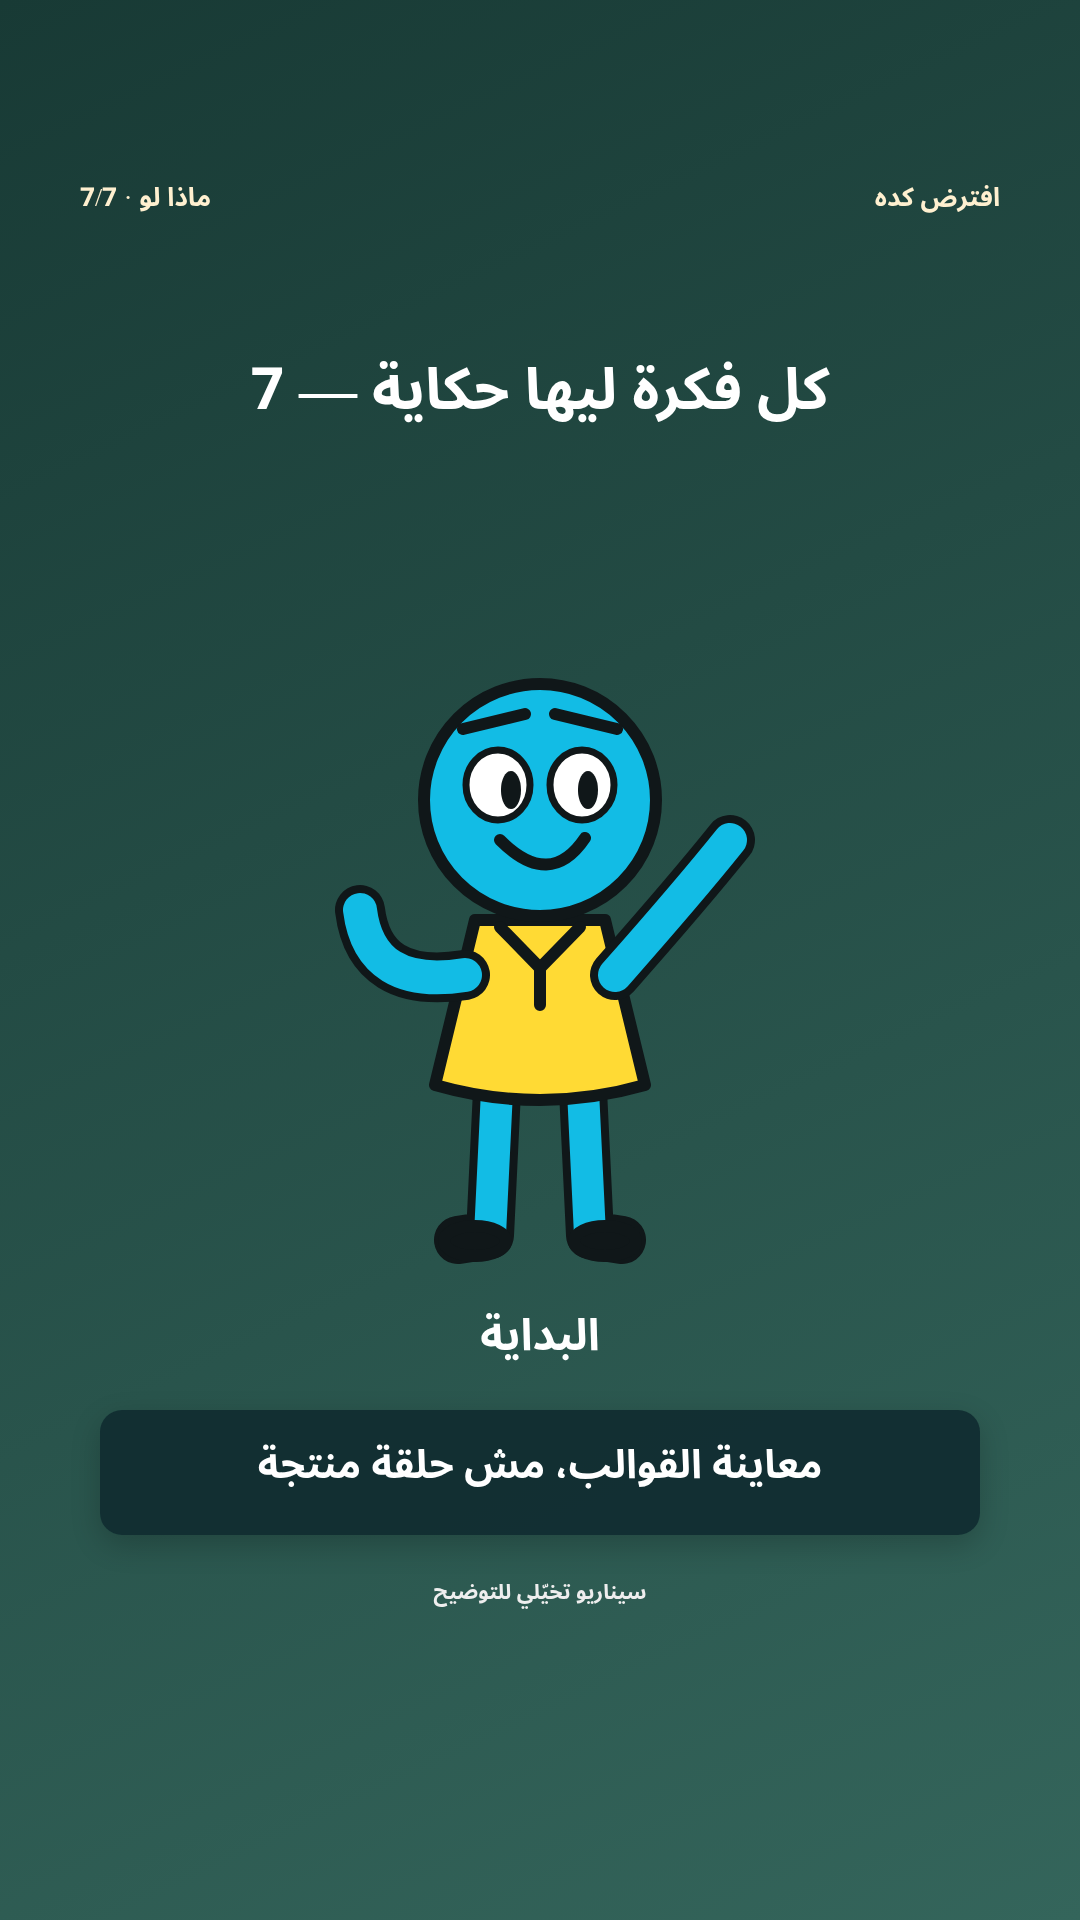 افترض كده
ماذا لو · 7/7
كل فكرة ليها حكاية — 7
البداية
معاينة القوالب، مش حلقة منتجة
سيناريو تخيّلي للتوضيح